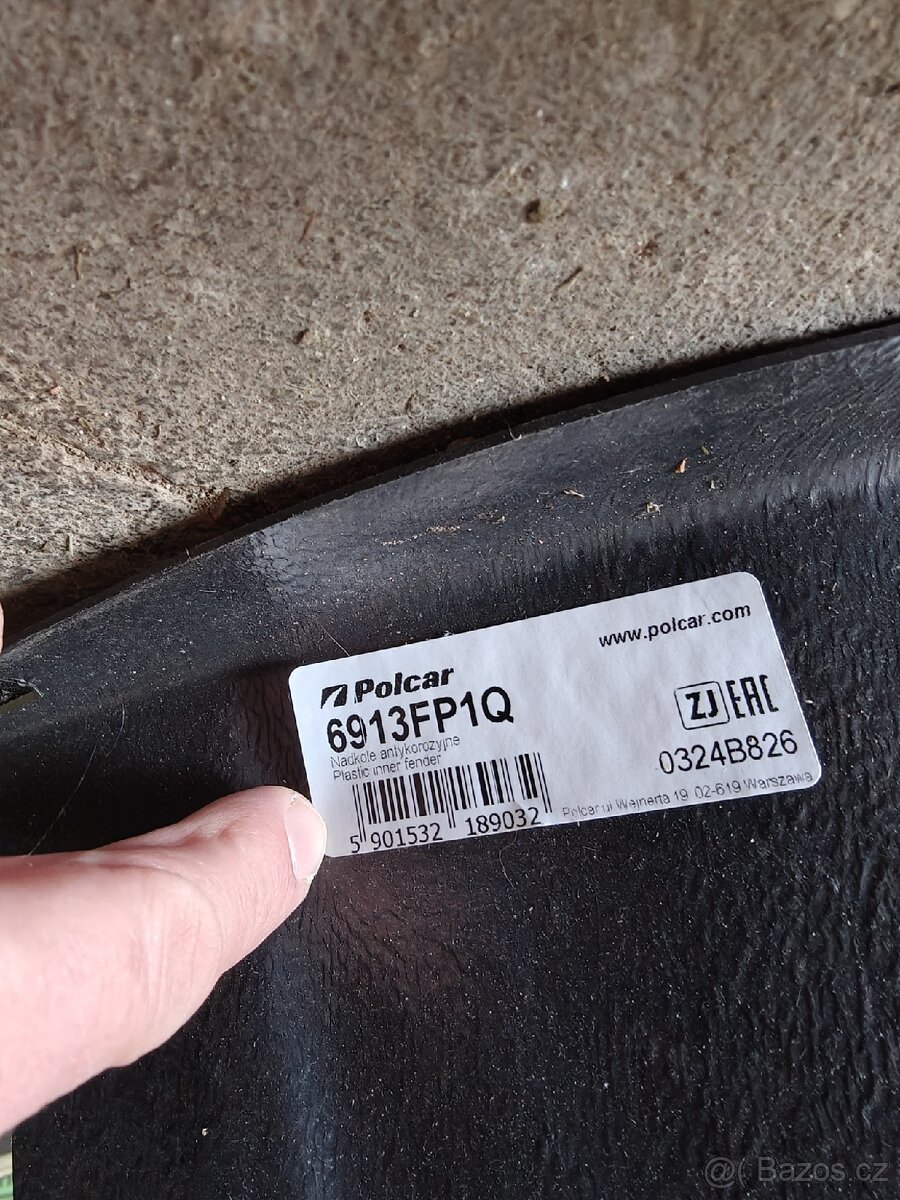 www.polcar.com
Polcar
6913FP1Q
ZJ EAC
Nadkole antykorozyjne
Plastic inner fender
0324B826
5 901532 189032
Polcar ul Wejnerta 19 02-619 Warszawa
@( Bazos.cz